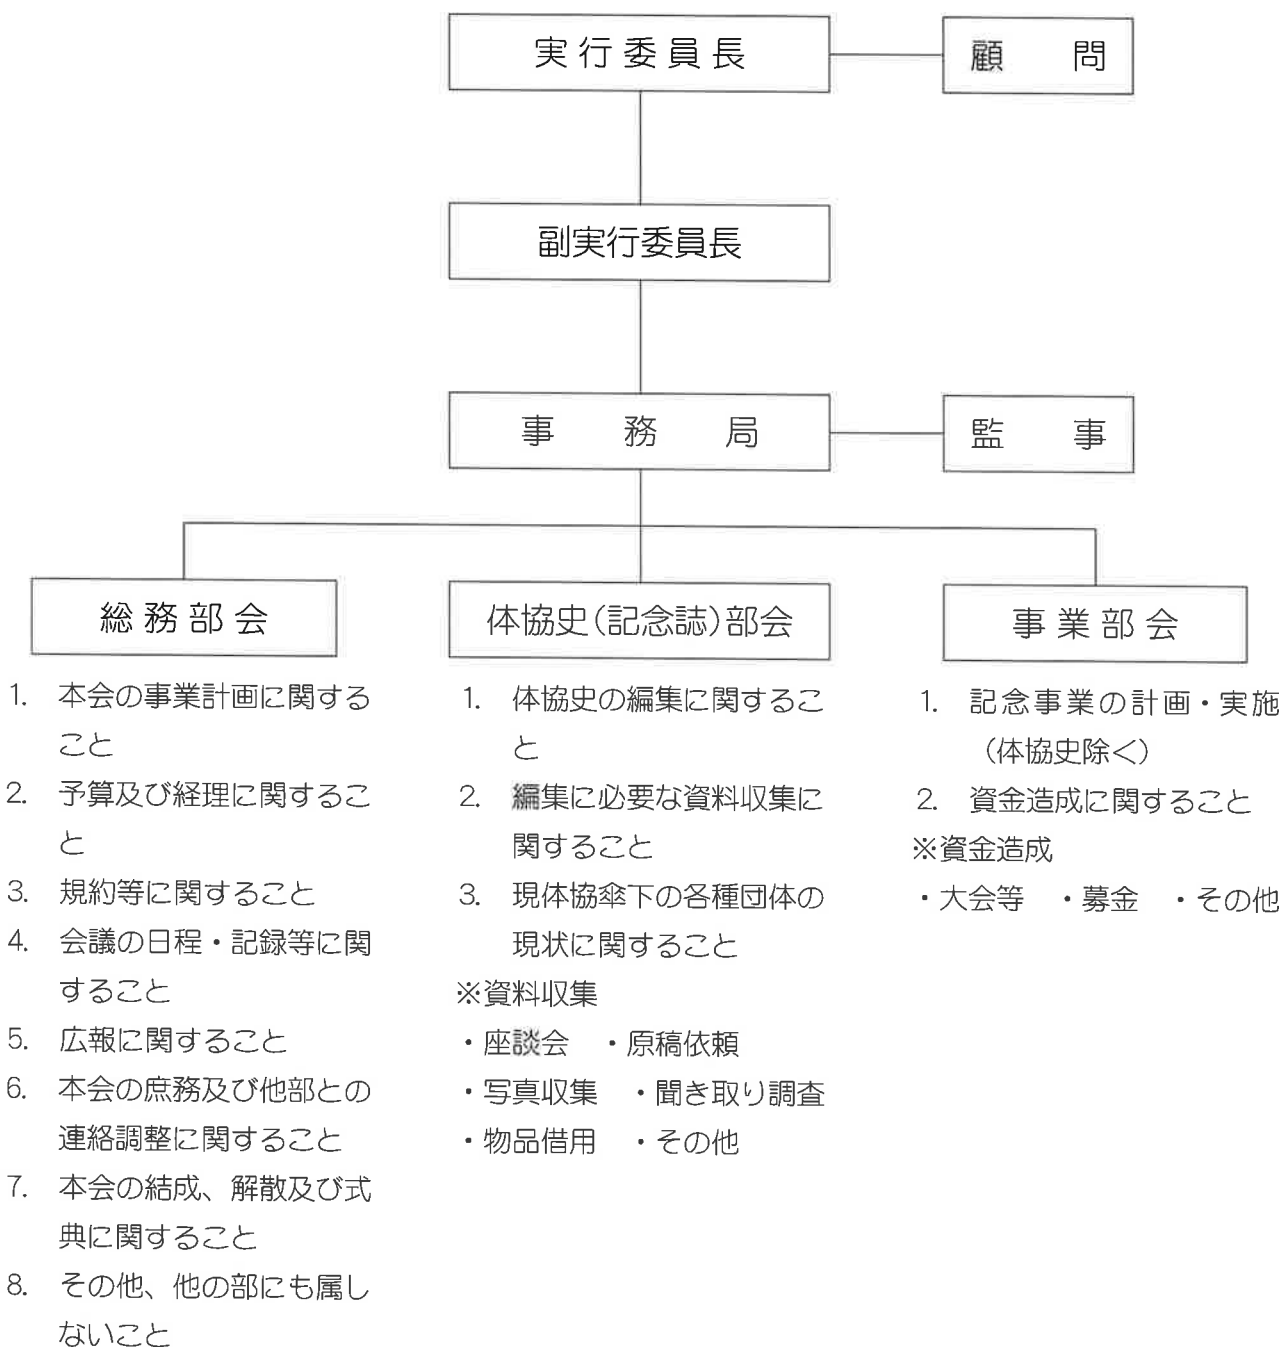 実行委員長
顧　問
副実行委員長
事　務　局
監　事
総務部会
1.　本会の事業計画に関する
こと
2.　予算及び経理に関するこ
と
3.　規約等に関すること
4.　会議の日程・記録等に関
すること
5.　広報に関すること
6.　本会の庶務及び他部との
連絡調整に関すること
7.　本会の結成、解散及び式
典に関すること
8.　その他、他の部にも属し
ないこと
体協史(記念誌)部会
1.　体協史の編集に関するこ
と
2.　編集に必要な資料収集に
関すること
3.　現体協傘下の各種団体の
現状に関すること
※資料収集
・座談会　・原稿依頼
・写真収集　・聞き取り調査
・物品借用　・その他
事業部会
1.　記念事業の計画・実施
（体協史除く）
2.　資金造成に関すること
※資金造成
・大会等　・募金　・その他